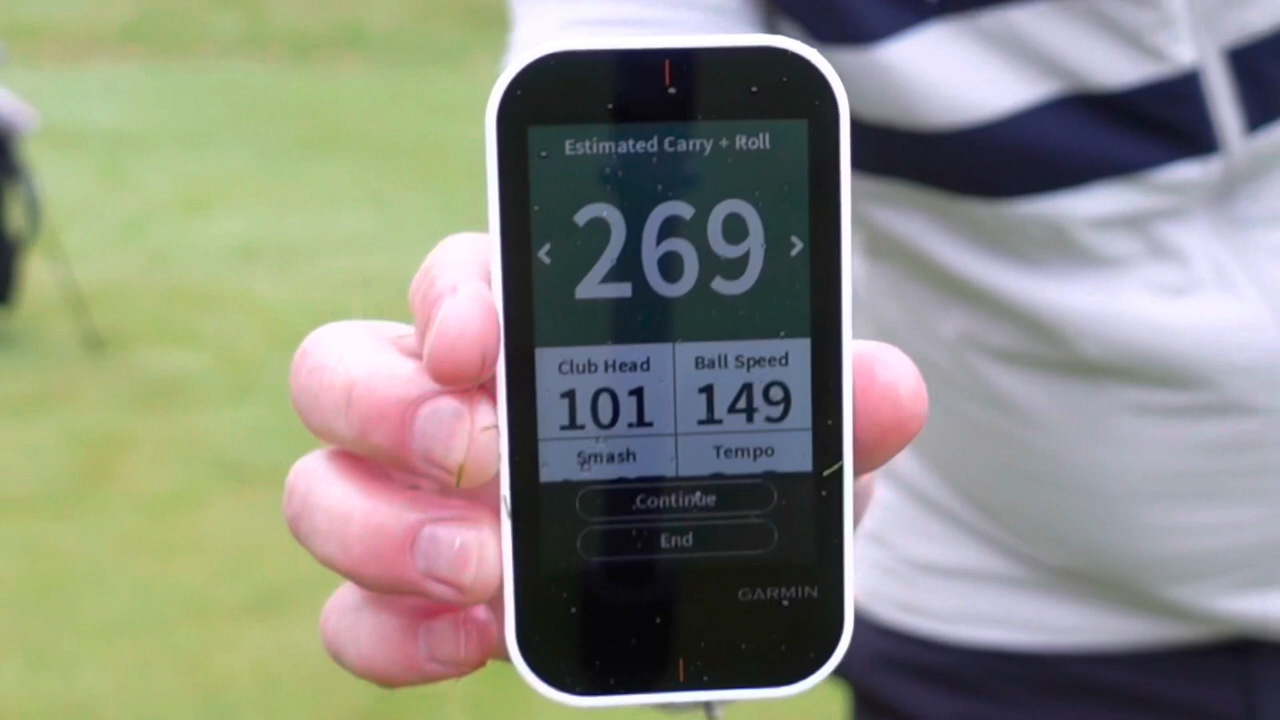 Estimated Carry + Roll
< 269 >
Club Head Ball Speed
101 149
Smash Tempo
Continue
End
GARMIN